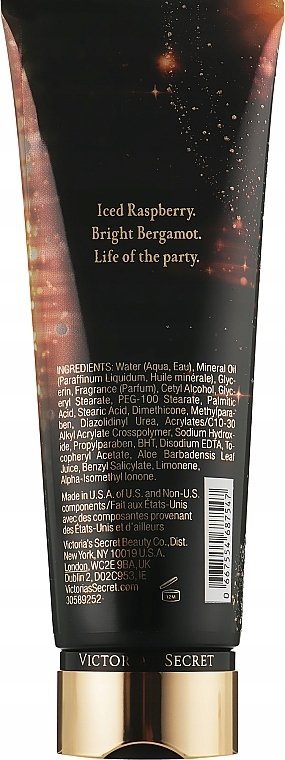 Iced Raspberry.
Bright Bergamot.
Life of the party.
INGREDIENTS: Water (Aqua, Eau), Mineral Oil
(Paraffinum Liquidum, Huile minérale), Glyc-
erin, Fragrance (Parfum), Cetyl Alcohol, Glyc-
eryl Stearate, PEG-100 Stearate, Palmitic
Acid, Stearic Acid, Dimethicone, Methylpara-
ben, Diazolidinyl Urea, Acrylates/C10-30
Alkyl Acrylate Crosspolymer, Sodium Hydrox-
ide, Propylparaben, BHT, Disodium EDTA, To-
copheryl Acetate, Aloe Barbadensis Leaf
Juice, Benzyl Salicylate, Limonene,
Alpha-Isomethyl Ionone.
Made in U.S.A. of U.S. and Non-U.S.
components/Fait aux États-Unis
avec des composantes provenant
des États-Unis et d'ailleurs
Victoria's Secret Beauty Co., Dist.
New York, NY 10019 U.S.A.
London, WC2E 9BA, UK
Dublin 2, D02C953, IE
VictoriasSecret.com
30589252-
12M
0 667554 687547
VICTOR SECRET